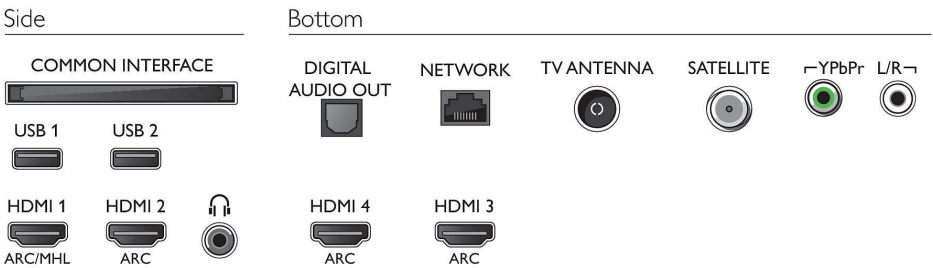 Side
COMMON INTERFACE
USB 1 USB 2
HDMI 1 HDMI 2
ARC/MHL ARC
Bottom
DIGITAL
AUDIO OUT
NETWORK
TV ANTENNA
SATELLITE
YPbPr L/R
HDMI 4 HDMI 3
ARC ARC